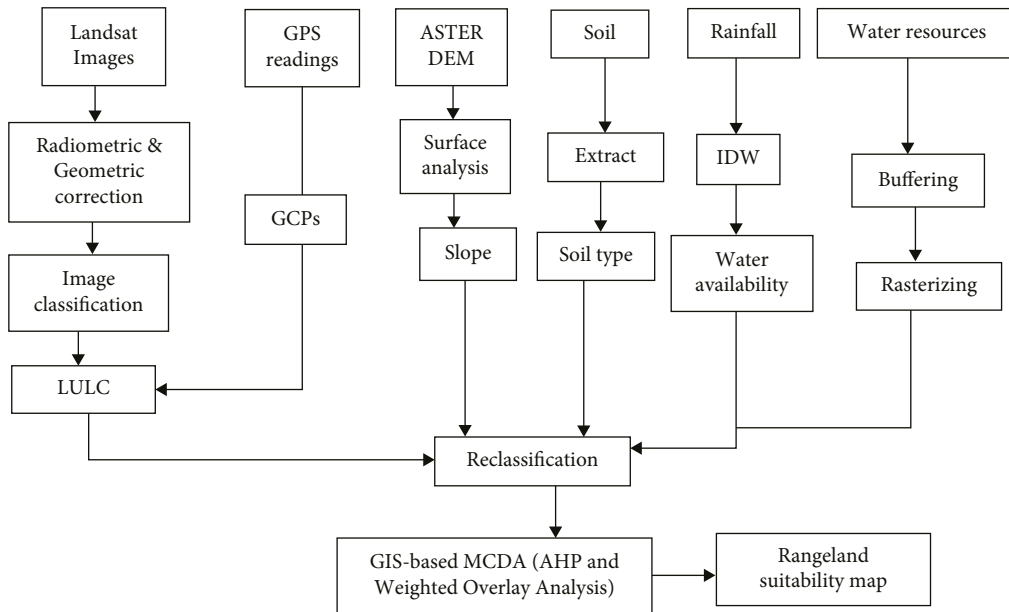 Landsat
Images
GPS
readings
ASTER
DEM
Soil
Rainfall
Water resources
Radiometric &
Geometric
correction
Surface
analysis
Extract
IDW
Buffering
GCPs
Image
classification
Slope
Soil type
Water
availability
Rasterizing
LULC
Reclassification
GIS-based MCDA (AHP and
Weighted Overlay Analysis)
Rangeland
suitability map